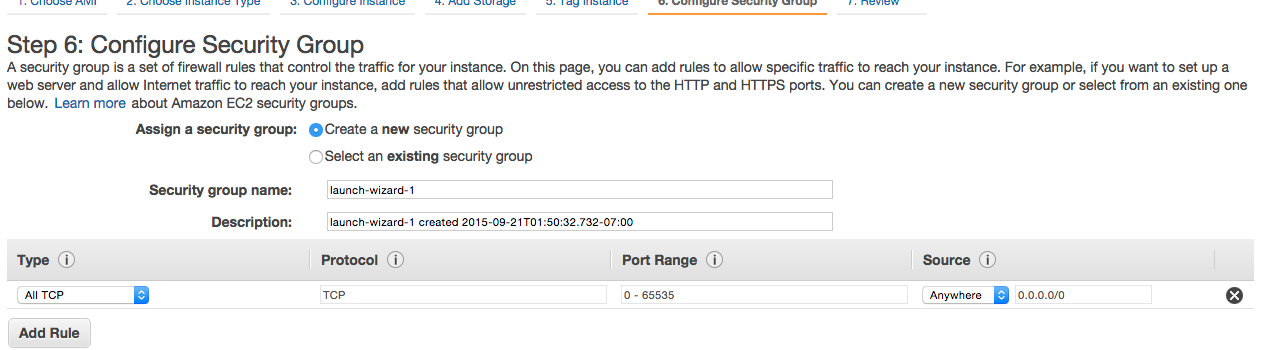 1. Choose AMI 2. Choose Instance Type 3. Configure Instance 4. Add Storage 5. Tag Instance 6. Configure Security Group 7. Review
Step 6: Configure Security Group
A security group is a set of firewall rules that control the traffic for your instance. On this page, you can add rules to allow specific traffic to reach your instance. For example, if you want to set up a
web server and allow Internet traffic to reach your instance, add rules that allow unrestricted access to the HTTP and HTTPS ports. You can create a new security group or select from an existing one
below. Learn more about Amazon EC2 security groups.
Assign a security group: Create a new security group
Select an existing security group
Security group name: launch-wizard-1
Description: launch-wizard-1 created 2015-09-21T01:50:32.732-07:00
Type i Protocol i Port Range i Source i
All TCP TCP 0 - 65535 Anywhere 0.0.0.0/0
Add Rule